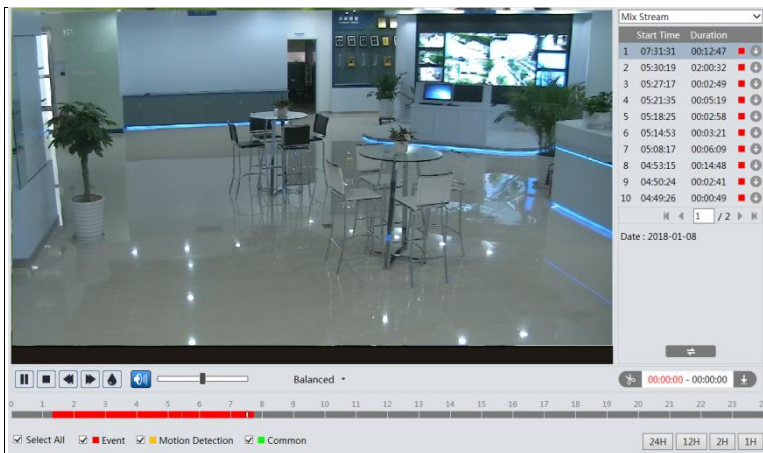 Mix Stream
Start Time Duration
1 07:31:31 00:12:47
2 05:30:19 02:00:32
3 05:27:17 00:02:49
4 05:21:35 00:05:19
5 05:18:25 00:02:58
6 05:14:53 00:03:21
7 05:08:17 00:06:09
8 04:53:15 00:14:48
9 04:50:24 00:02:41
10 04:49:26 00:00:49
1 / 2
Date : 2018-01-08
Balanced
00:00:00 - 00:00:00
0 1 2 3 4 5 6 7 8 9 10 11 12 13 14 15 16 17 18 19 20 21 22 23 2
Select All Event Motion Detection Common
24H 12H 2H 1H